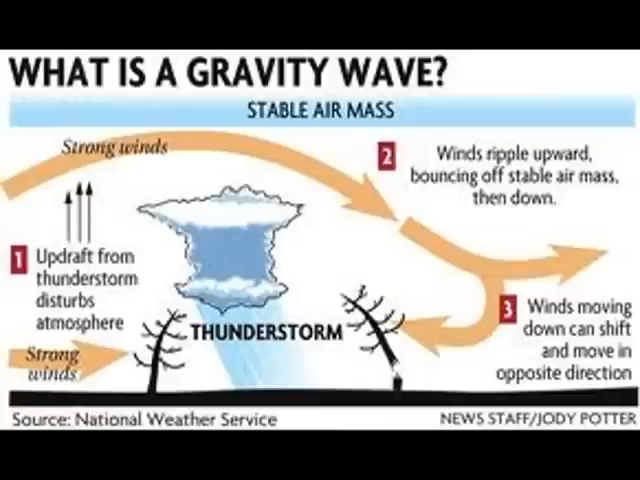 WHAT IS A GRAVITY WAVE?
STABLE AIR MASS
Strong winds
2
Winds ripple upward,
bouncing off stable air mass,
then down.
1
Updraft from
thunderstorm
disturbs
atmosphere
THUNDERSTORM
3
Winds moving
down can shift
and move in
opposite direction
Strong
winds
Source: National Weather Service
NEWS STAFF/JODY POTTER